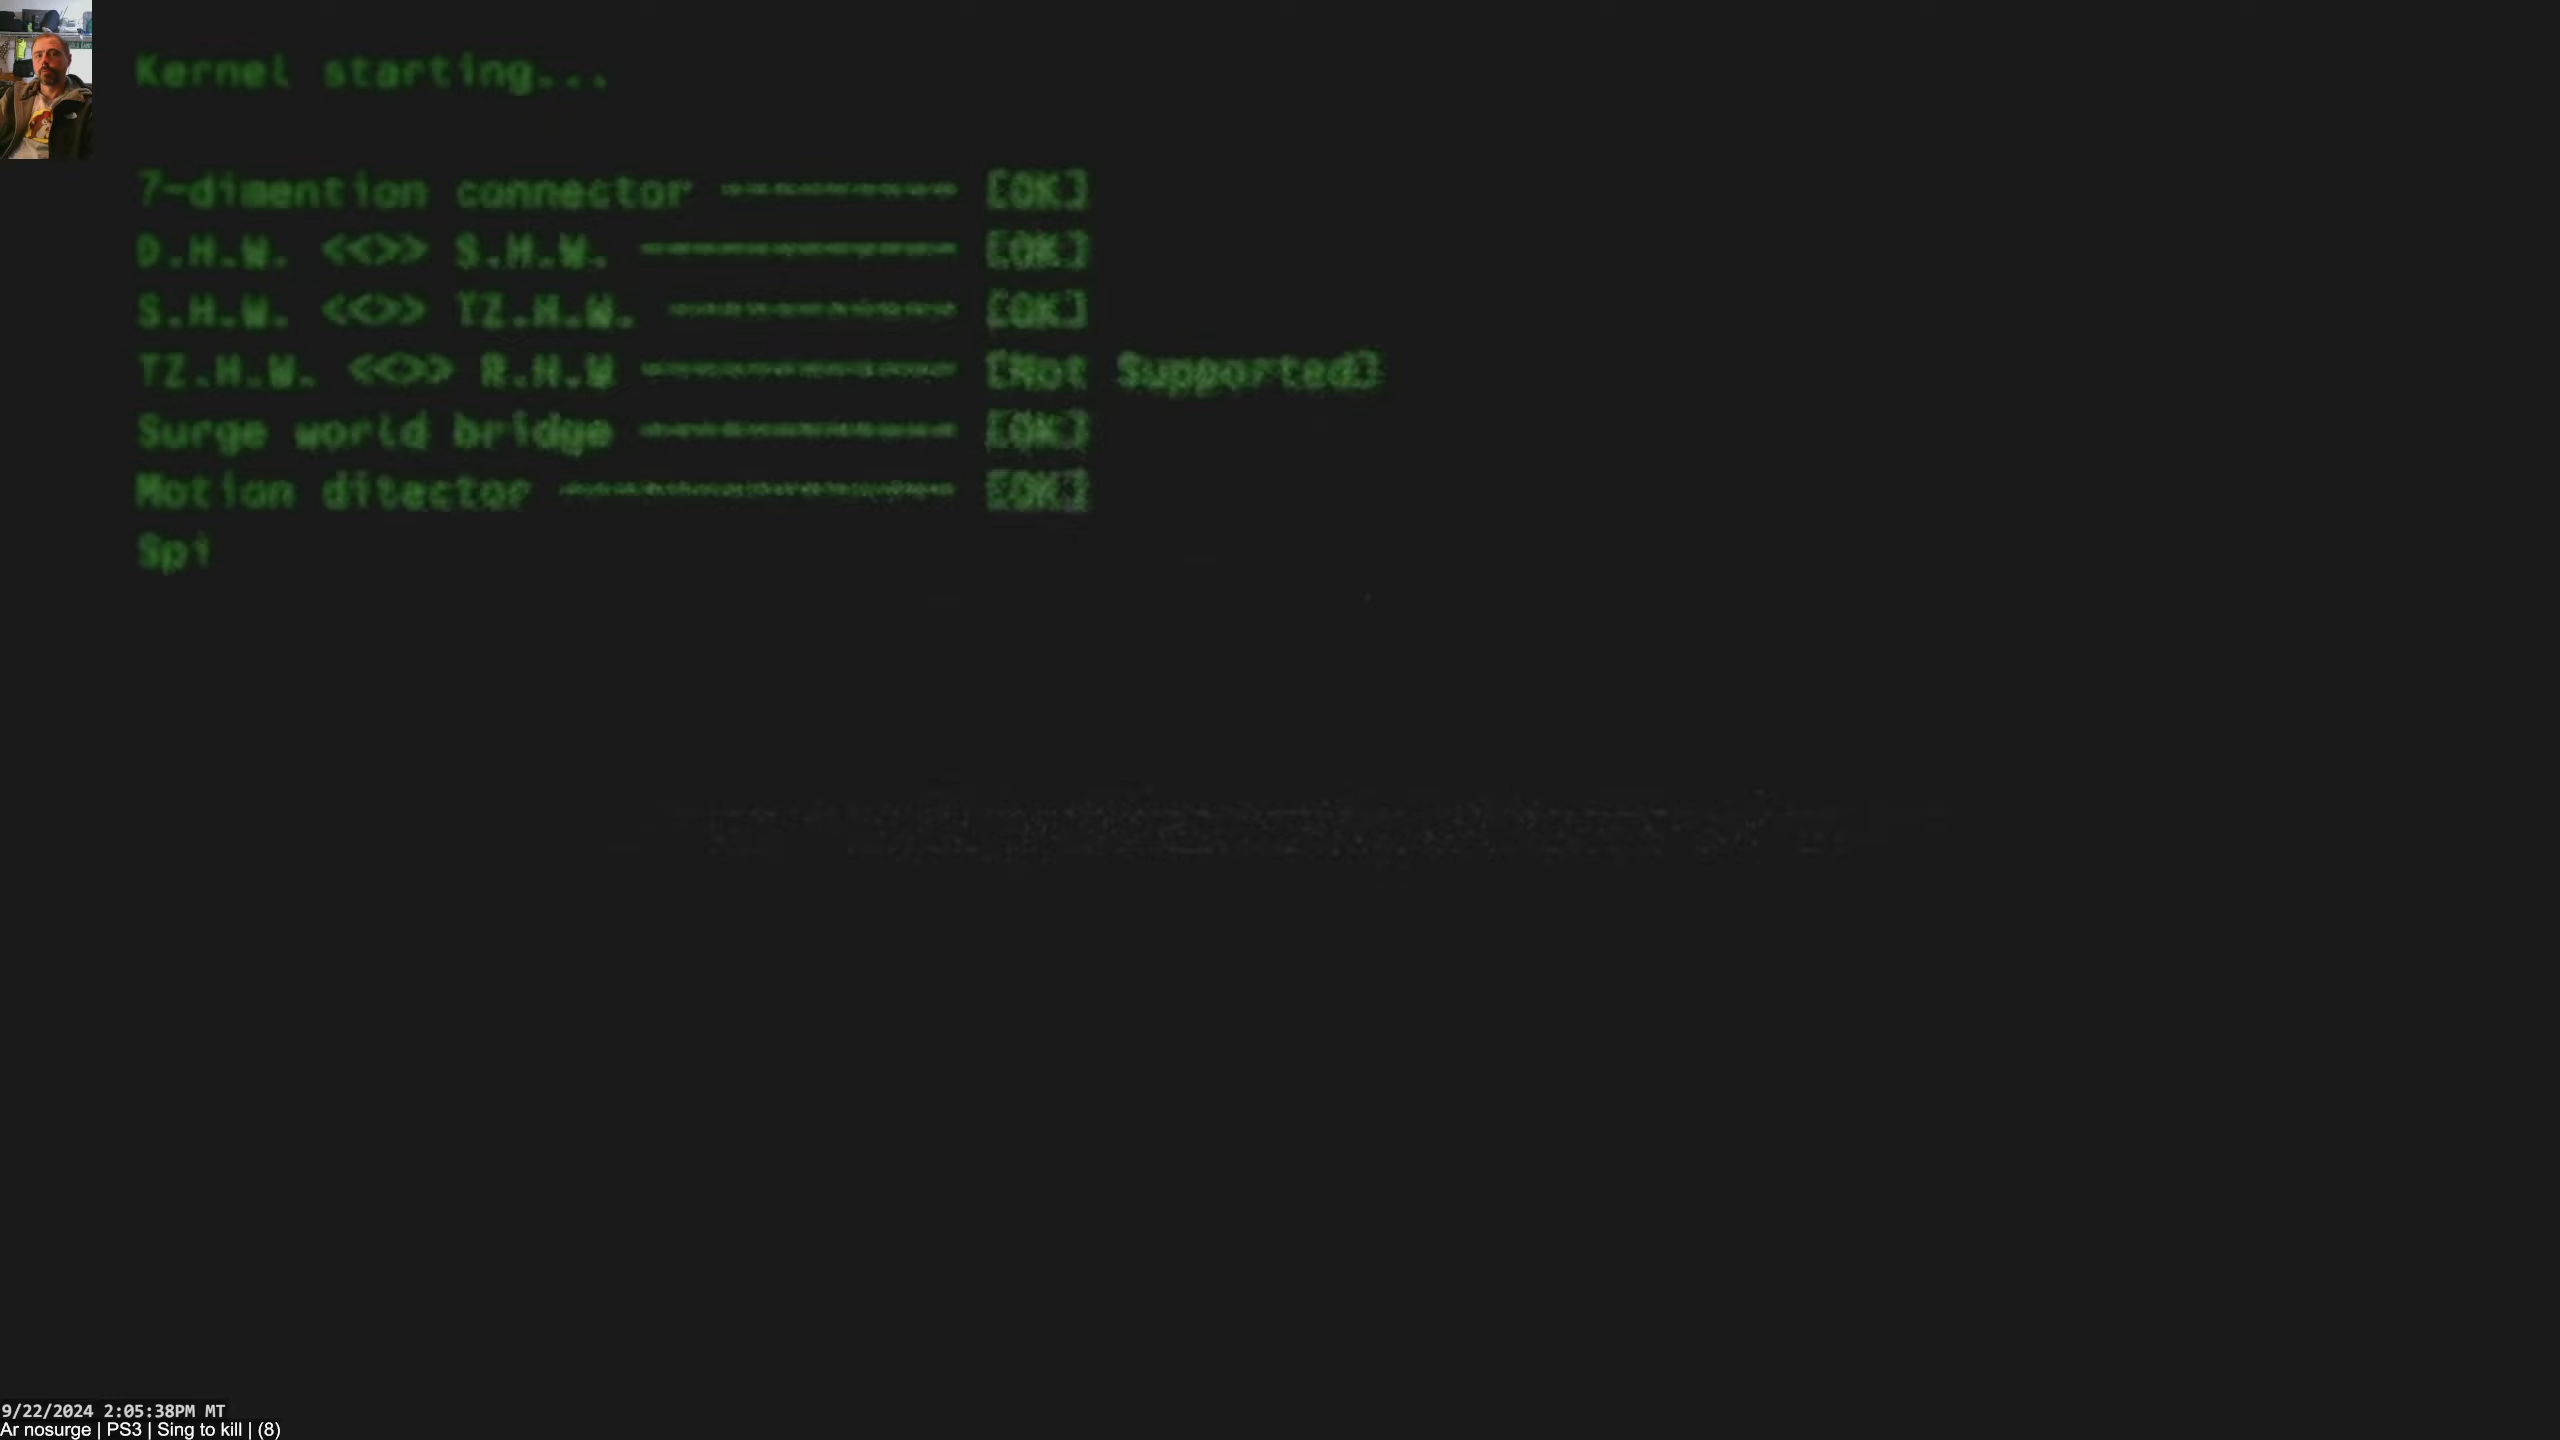 Kernel starting...
7-dimention connector --------- [OK]
D.H.W. <<<>>> S.H.W. ------------ [OK]
S.H.W. <<<>>> TZ.H.W. ----------- [OK]
TZ.H.W. <<<>>> R.H.W ------------ [Not Supported]
Surge world bridge ------------ [OK]
Motion ditector --------------- [OK]
Spi
9/22/2024 2:05:38PM MT
Ar nosurge | PS3 | Sing to kill | (8)